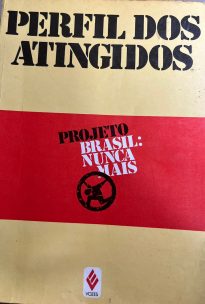 PERFIL DOS
ATINGIDOS
PROJETO
BRASIL:
NUNCA
MAIS
VOZES